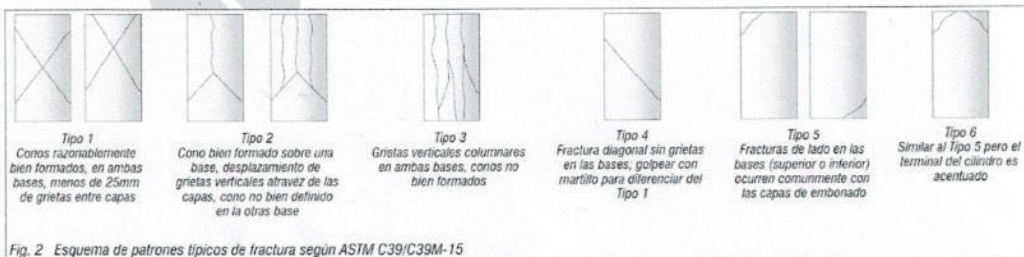 Tipo 1
Conos razonablemente
bien formados, en ambas
bases, menos de 25mm
de grietas entre capas
Tipo 2
Cono bien formado sobre una
base, desplazamiento de
grietas verticales atravez de las
capas, cono no bien definido
en la otras base
Tipo 3
Grietas verticales columnares
en ambas bases, conos no
bien formados
Tipo 4
Fractura diagonal sin grietas
en las bases, golpear con
martillo para diferenciar del
Tipo 1
Tipo 5
Fracturas de lado en las
bases (superior o inferior)
ocurren comunmente con
las capas de embonado
Tipo 6
Similar al Tipo 5 pero el
terminal del cilindro es
acentuado
Fig. 2 Esquema de patrones típicos de fractura según ASTM C39/C39M-15